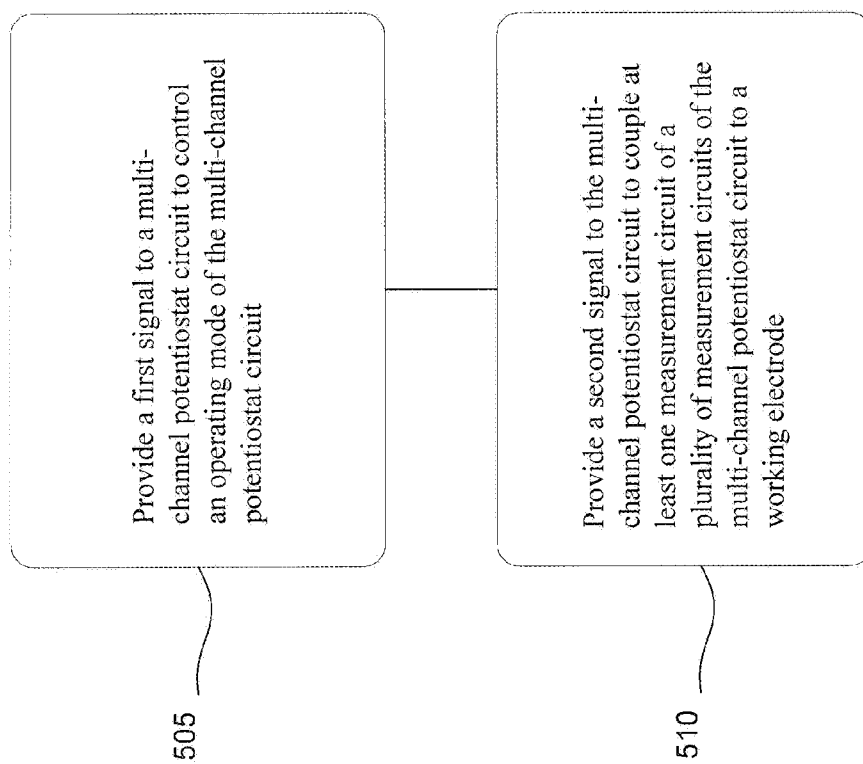 Provide a first signal to a multi-
channel potentiostat circuit to control
an operating mode of the multi-channel
potentiostat circuit
505
Provide a second signal to the multi-
channel potentiostat circuit to couple at
least one measurement circuit of a
plurality of measurement circuits of the
multi-channel potentiostat circuit to a
working electrode
510